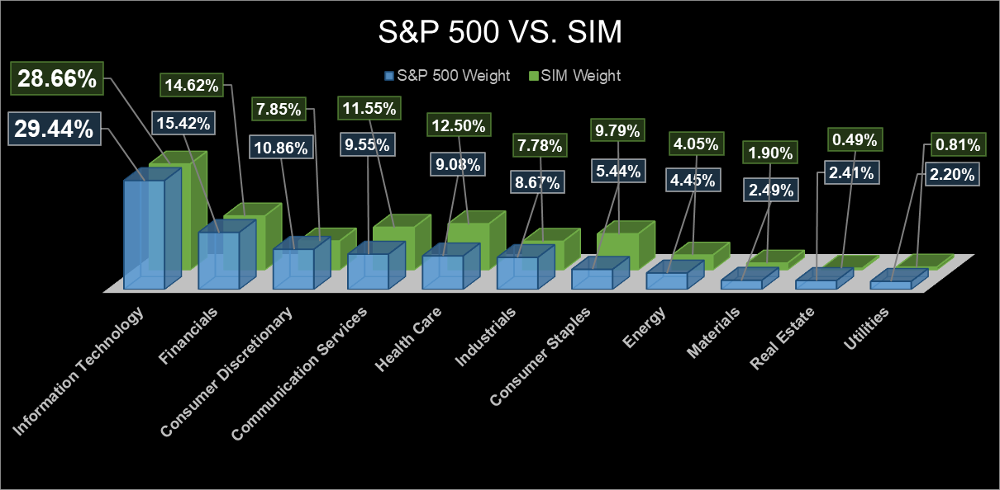 S&P 500 VS. SIM
S&P 500 Weight SIM Weight
28.66% 14.62% 7.85% 11.55% 12.50% 7.78% 9.79% 4.05% 1.90% 0.49% 0.81%
29.44% 15.42% 10.86% 9.55% 9.08% 8.67% 5.44% 4.45% 2.49% 2.41% 2.20%
Information Technology
Financials
Consumer Discretionary
Communication Services
Health Care
Industrials
Consumer Staples
Energy
Materials
Real Estate
Utilities